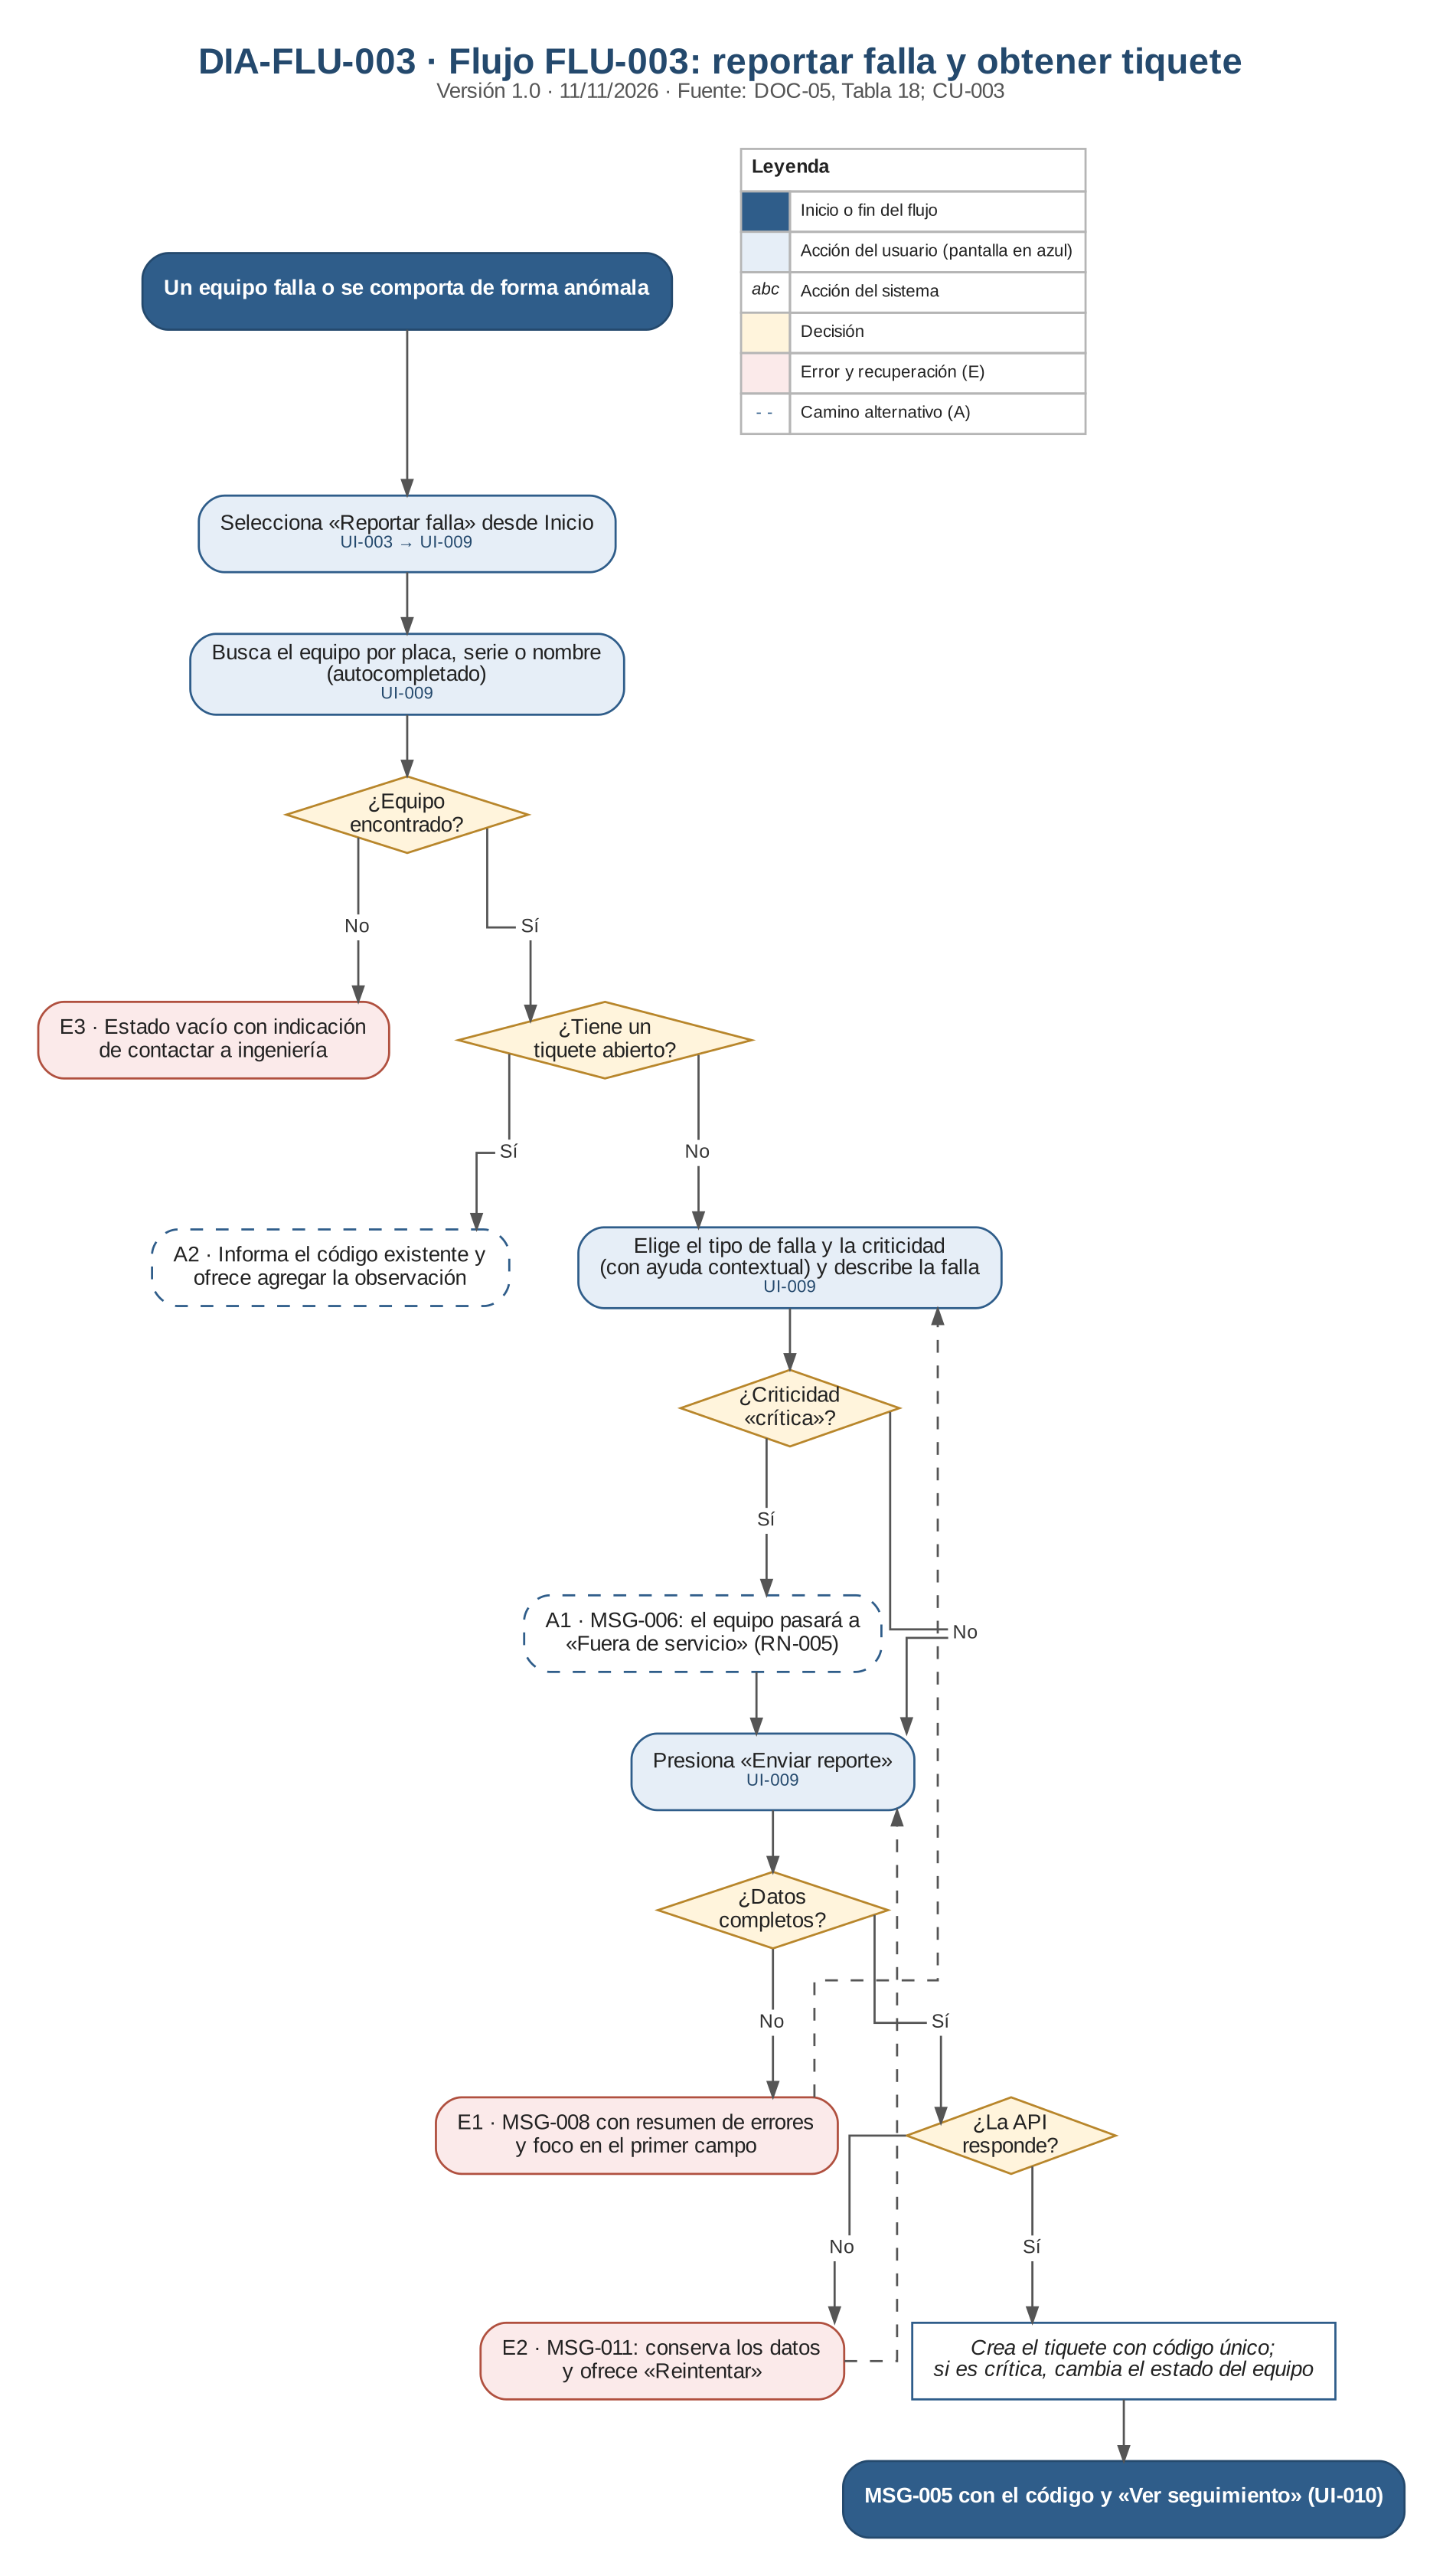 DIA-FLU-003 · Flujo FLU-003: reportar falla y obtener tiquete
Versión 1.0 · 11/11/2026 · Fuente: DOC-05, Tabla 18; CU-003
Leyenda
Inicio o fin del flujo
Acción del usuario (pantalla en azul)
abc
Acción del sistema
Decisión
Error y recuperación (E)
- -
Camino alternativo (A)
Un equipo falla o se comporta de forma anómala
Selecciona «Reportar falla» desde Inicio
UI-003 → UI-009
Busca el equipo por placa, serie o nombre
(autocompletado)
UI-009
¿Equipo
encontrado?
No
Sí
E3 · Estado vacío con indicación
de contactar a ingeniería
¿Tiene un
tiquete abierto?
Sí
No
A2 · Informa el código existente y
ofrece agregar la observación
Elige el tipo de falla y la criticidad
(con ayuda contextual) y describe la falla
UI-009
¿Criticidad
«crítica»?
Sí
A1 · MSG-006: el equipo pasará a
«Fuera de servicio» (RN-005)
No
Presiona «Enviar reporte»
UI-009
¿Datos
completos?
No
Sí
E1 · MSG-008 con resumen de errores
y foco en el primer campo
¿La API
responde?
No
Sí
E2 · MSG-011: conserva los datos
y ofrece «Reintentar»
Crea el tiquete con código único;
si es crítica, cambia el estado del equipo
MSG-005 con el código y «Ver seguimiento» (UI-010)